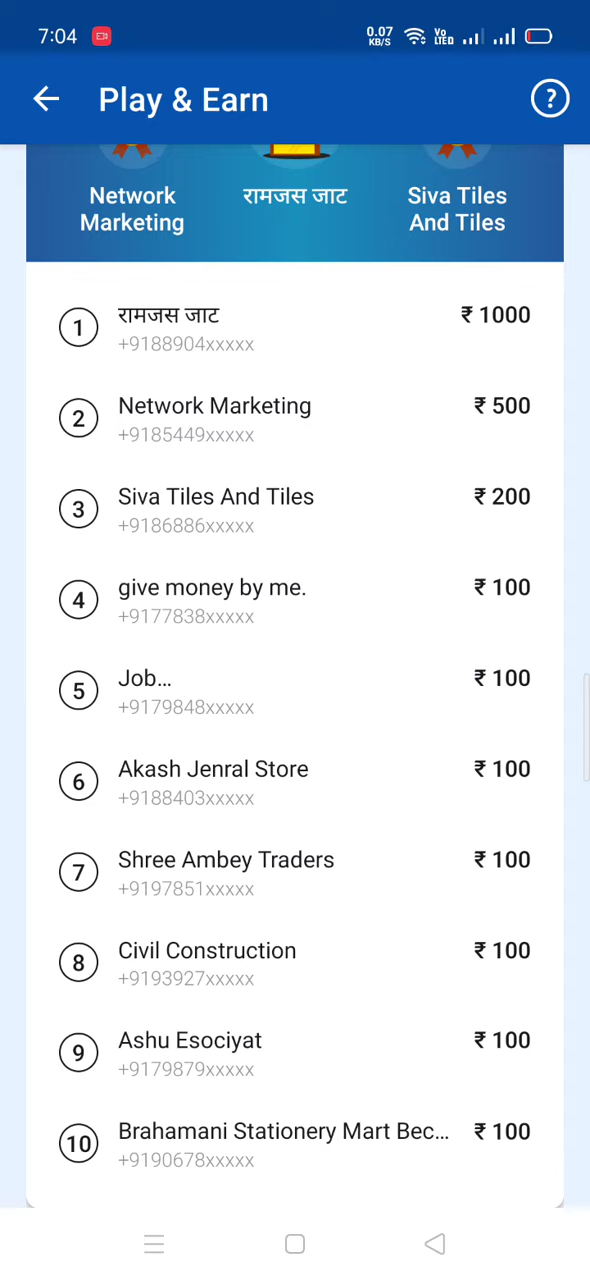 7:04
0.07
KB/S
Vo
LTED
Play & Earn
?
Network
Marketing
रामजस जाट
Siva Tiles
And Tiles
1
रामजस जाट
₹ 1000
+9188904xxxxx
2
Network Marketing
₹ 500
+9185449xxxxx
3
Siva Tiles And Tiles
₹ 200
+9186886xxxxx
4
give money by me.
₹ 100
+9177838xxxxx
5
Job...
₹ 100
+9179848xxxxx
6
Akash Jenral Store
₹ 100
+9188403xxxxx
7
Shree Ambey Traders
₹ 100
+9197851xxxxx
8
Civil Construction
₹ 100
+9193927xxxxx
9
Ashu Esociyat
₹ 100
+9179879xxxxx
10
Brahamani Stationery Mart Bec...
₹ 100
+9190678xxxxx